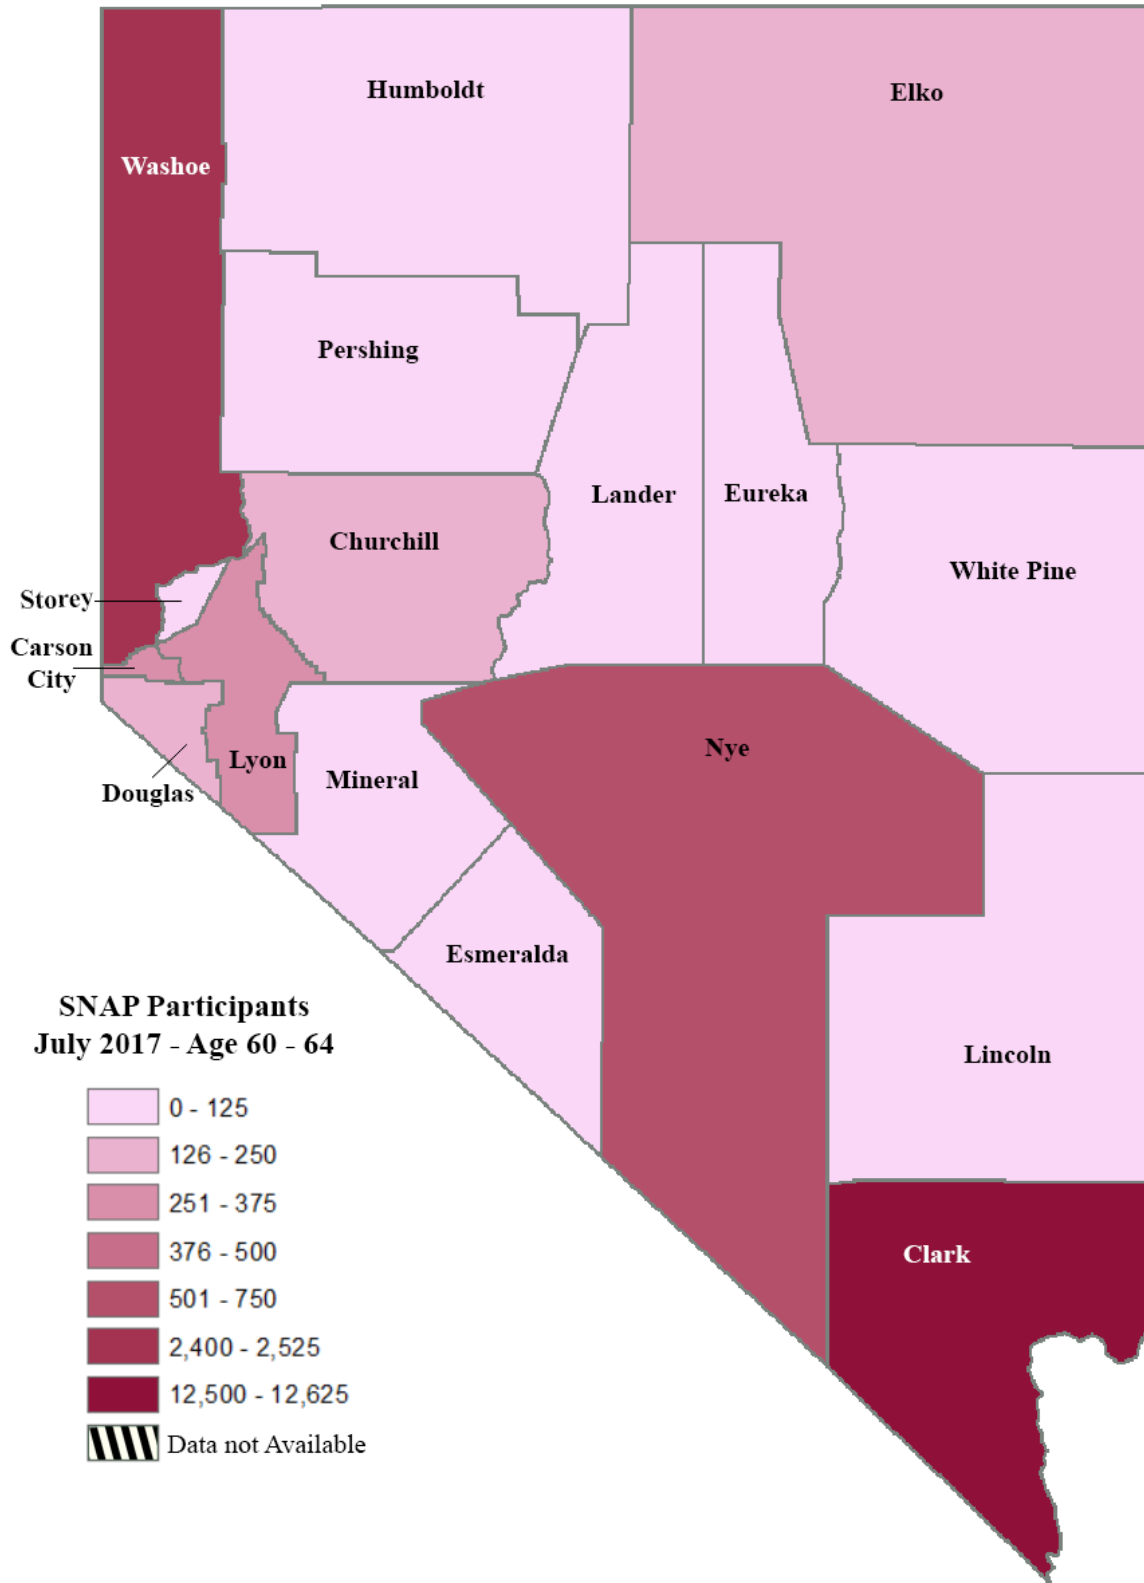 Humboldt
Elko
Washoe
Pershing
Lander
Eureka
Churchill
White Pine
Storey
Carson
City
Nye
Lyon
Mineral
Douglas
Esmeralda
Lincoln
Clark
SNAP Participants
July 2017 - Age 60 - 64
0 - 125
126 - 250
251 - 375
376 - 500
501 - 750
2,400 - 2,525
12,500 - 12,625
Data not Available